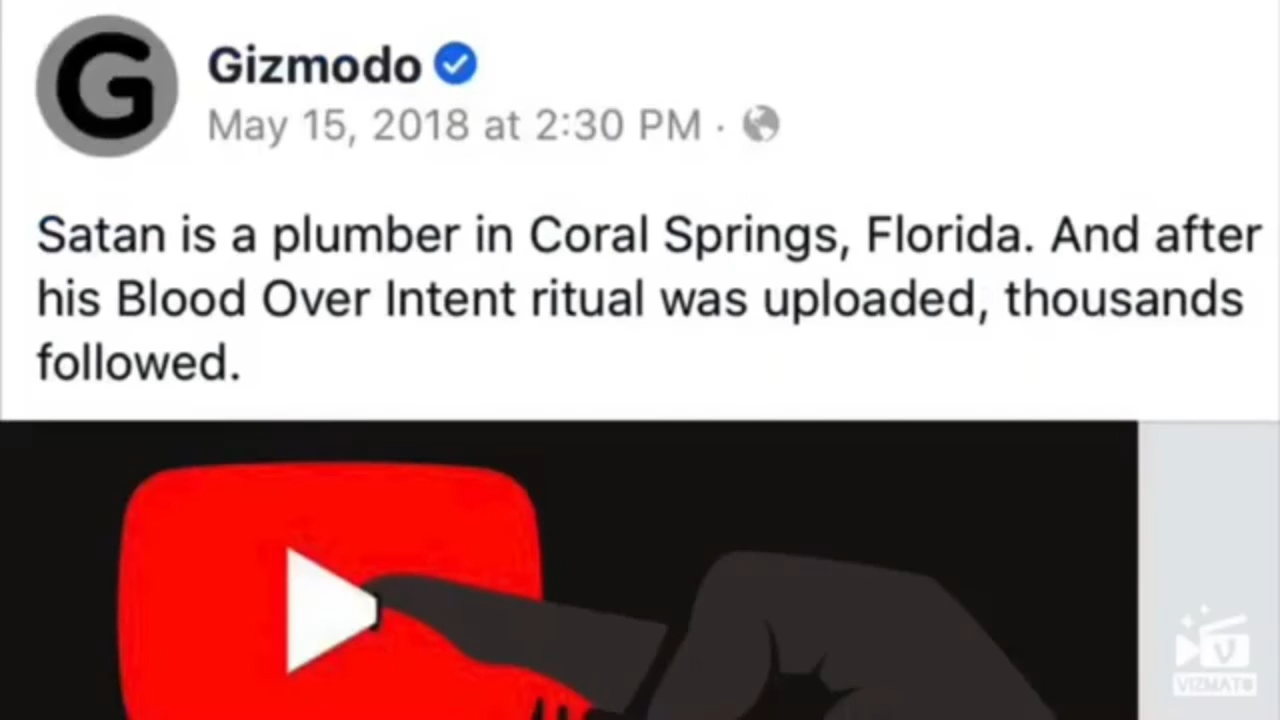 G
Gizmodo
May 15, 2018 at 2:30 PM ·
Satan is a plumber in Coral Springs, Florida. And after
his Blood Over Intent ritual was uploaded, thousands
followed.
V
VIZMATO